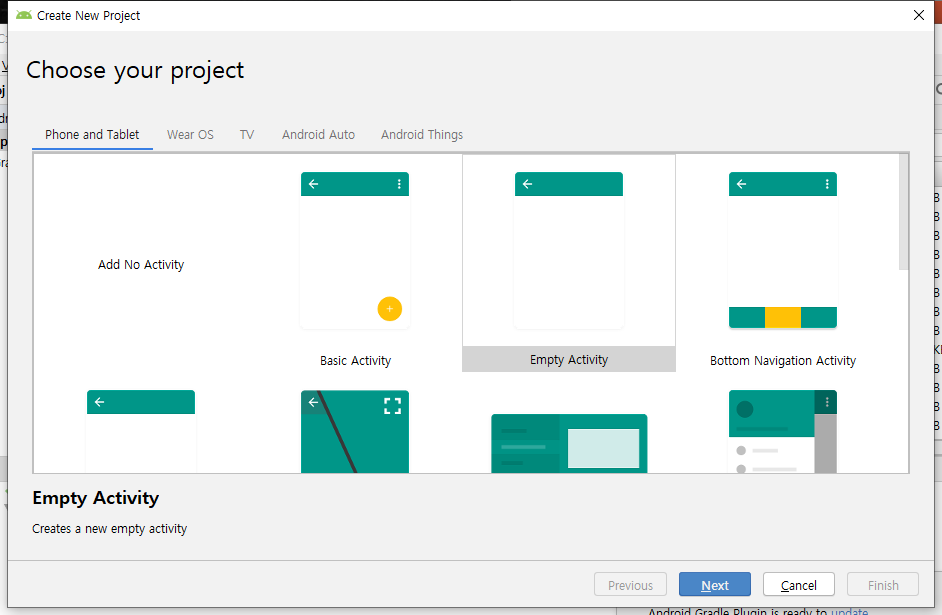 Create New Project
Choose your project
Phone and Tablet
Wear OS
TV
Android Auto
Android Things
Add No Activity
Basic Activity
Empty Activity
Bottom Navigation Activity
Empty Activity
Creates a new empty activity
Previous
Next
Cancel
Finish
Android Gradle Plugin is ready to update